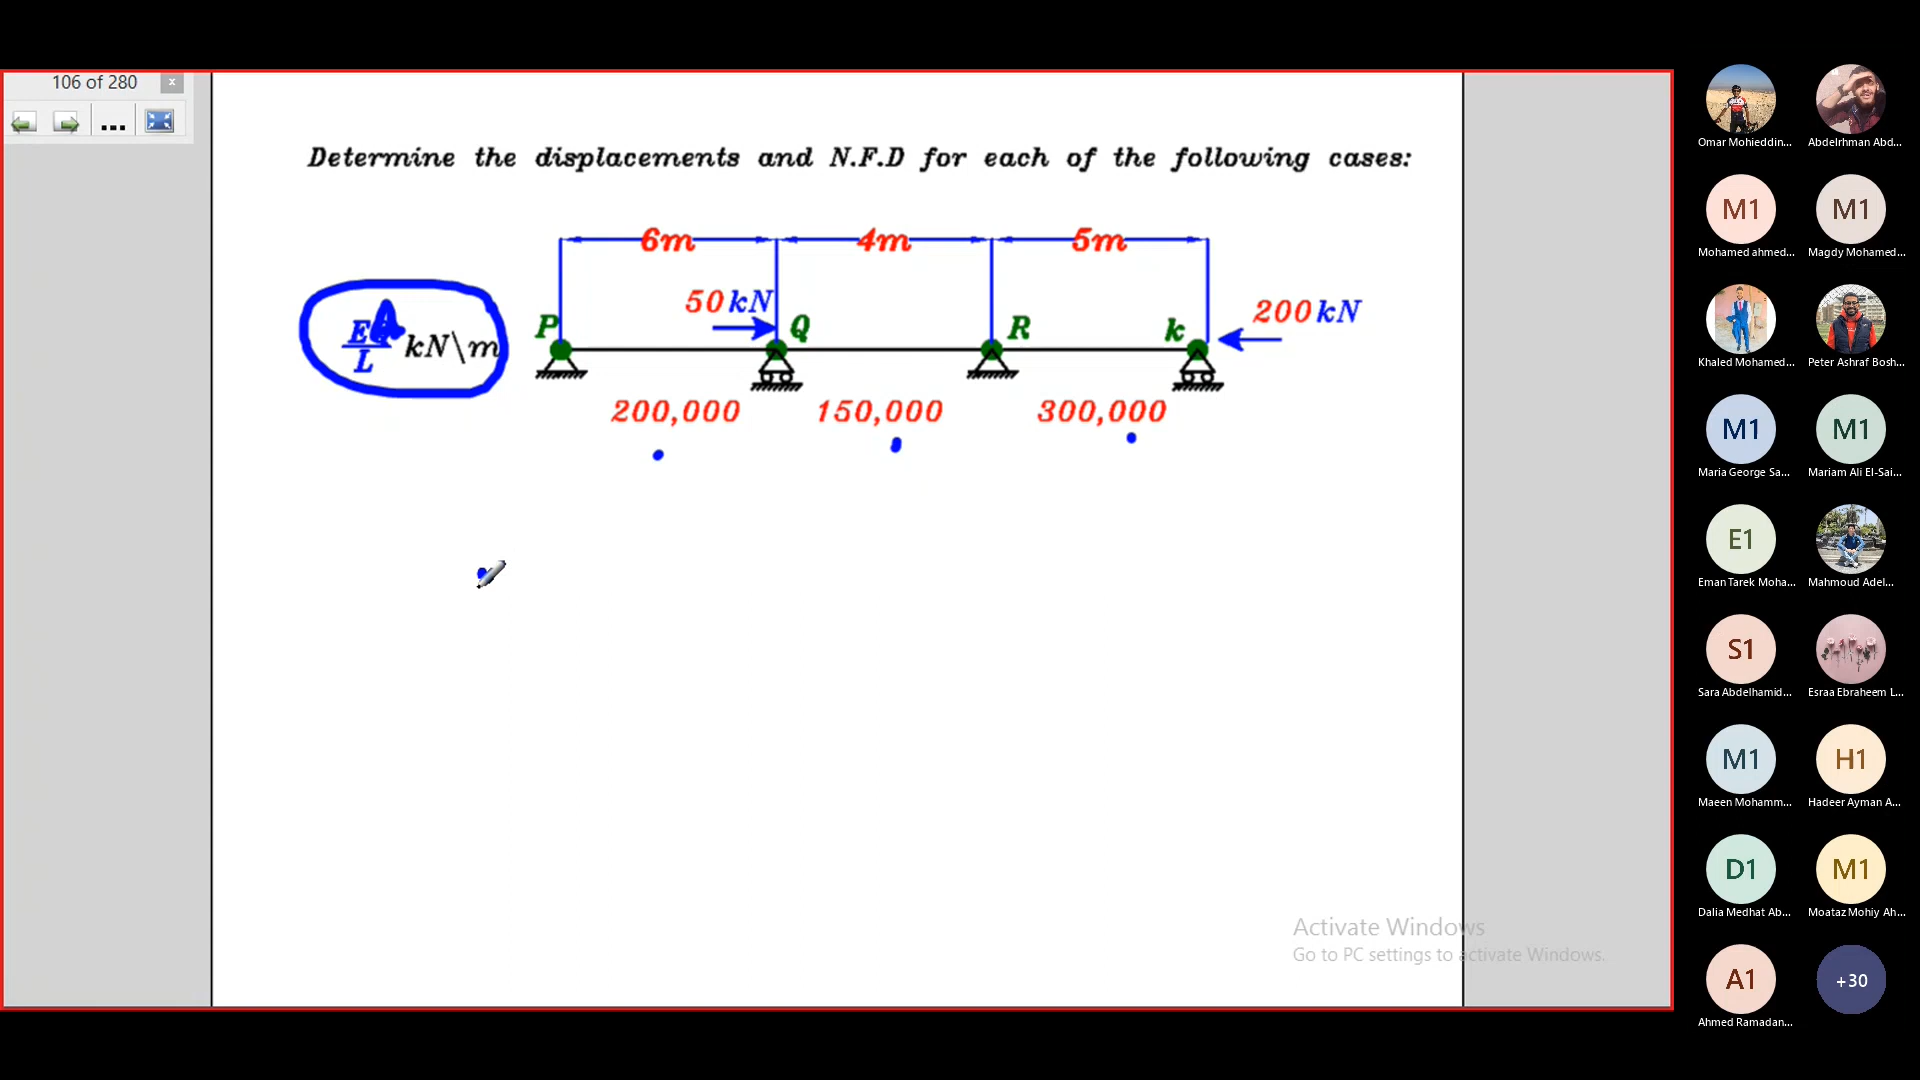 106 of 280
x
...
Determine the displacements and N.F.D for each of the following cases:
6m 4m 5m
50 kN
200 kN
P Q R k
EA
L
kN\m
200,000 150,000 300,000
Activate Windows
Go to PC settings to activate Windows.
Omar Mohieddin... Abdelrhman Abd...
M1 M1
Mohamed ahmed... Magdy Mohamed...
Khaled Mohamed... Peter Ashraf Bosh...
M1 M1
Maria George Sa... Mariam Ali El-Sai...
E1
Eman Tarek Moha... Mahmoud Adel...
S1
Sara Abdelhamid... Esraa Ebraheem L...
M1 H1
Maeen Mohamm... Hadeer Ayman A...
D1 M1
Dalia Medhat Ab... Moataz Mohiy Ah...
A1 +30
Ahmed Ramadan...